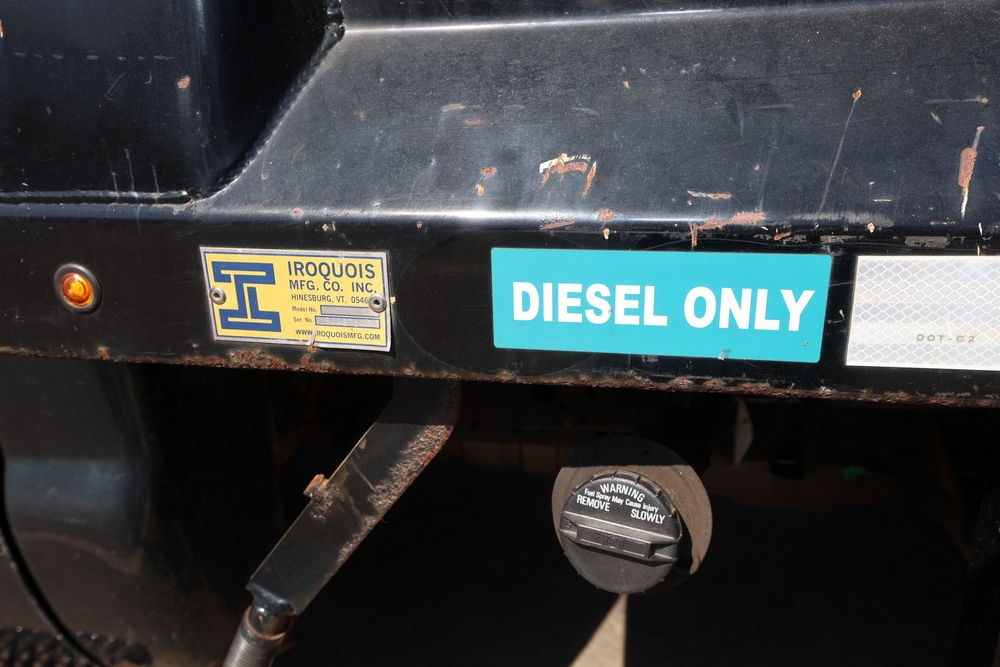 IROQUOIS
MFG. CO. INC.
HINESBURG, VT.
Model No.
Ser. No.
WWW.IROQUOISMFG.COM
DIESEL ONLY
DOT-C2
WARNING
Fuel Spray May Cause Injury
REMOVE SLOWLY